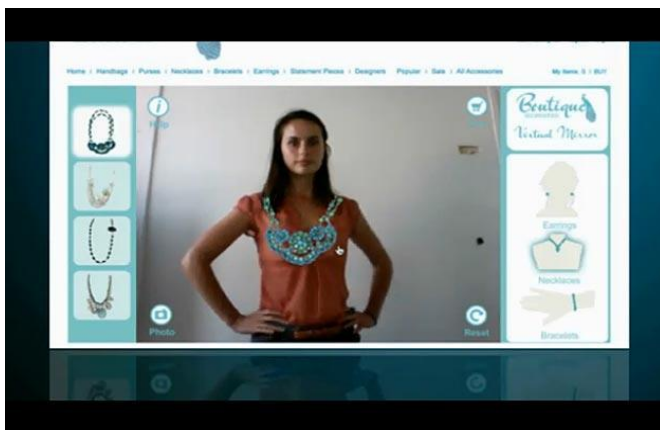 Home Handbags Purses Necklaces Bracelets Earrings Statement Pieces Designers Popular Sale All Accessories My Items: 0 BUY
Help
Boutique
Virtual Mirror
Earrings
Necklaces
Photo
Reset
Bracelets